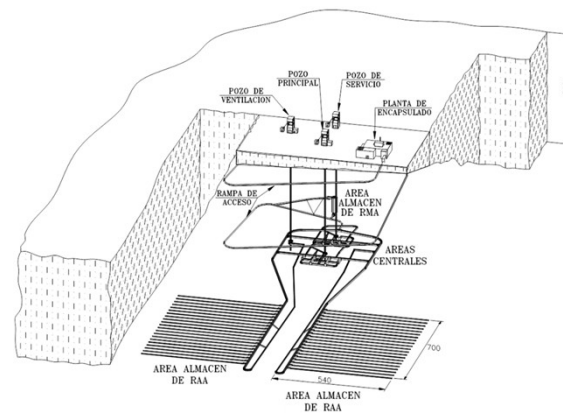 POZO DE
VENTILACION
POZO
PRINCIPAL
POZO DE
SERVICIO
PLANTA DE
ENCAPSULADO
RAMPA DE
ACCESO
AREA
ALMACEN
DE RMA
AREAS
CENTRALES
AREA ALMACEN
DE RAA
540
700
AREA ALMACEN
DE RAA